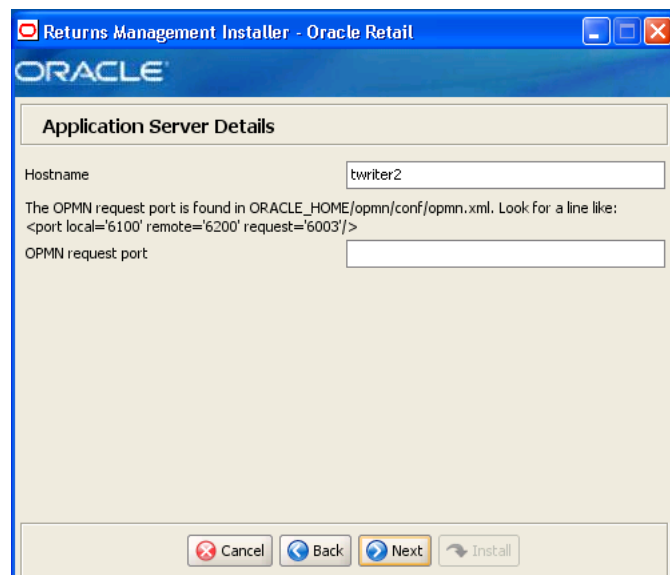 Returns Management Installer - Oracle Retail
ORACLE
Application Server Details
Hostname twriter2
The OPMN request port is found in ORACLE_HOME/opmn/conf/opmn.xml. Look for a line like:
<port local='6100' remote='6200' request='6003'/>
OPMN request port
Cancel Back Next Install